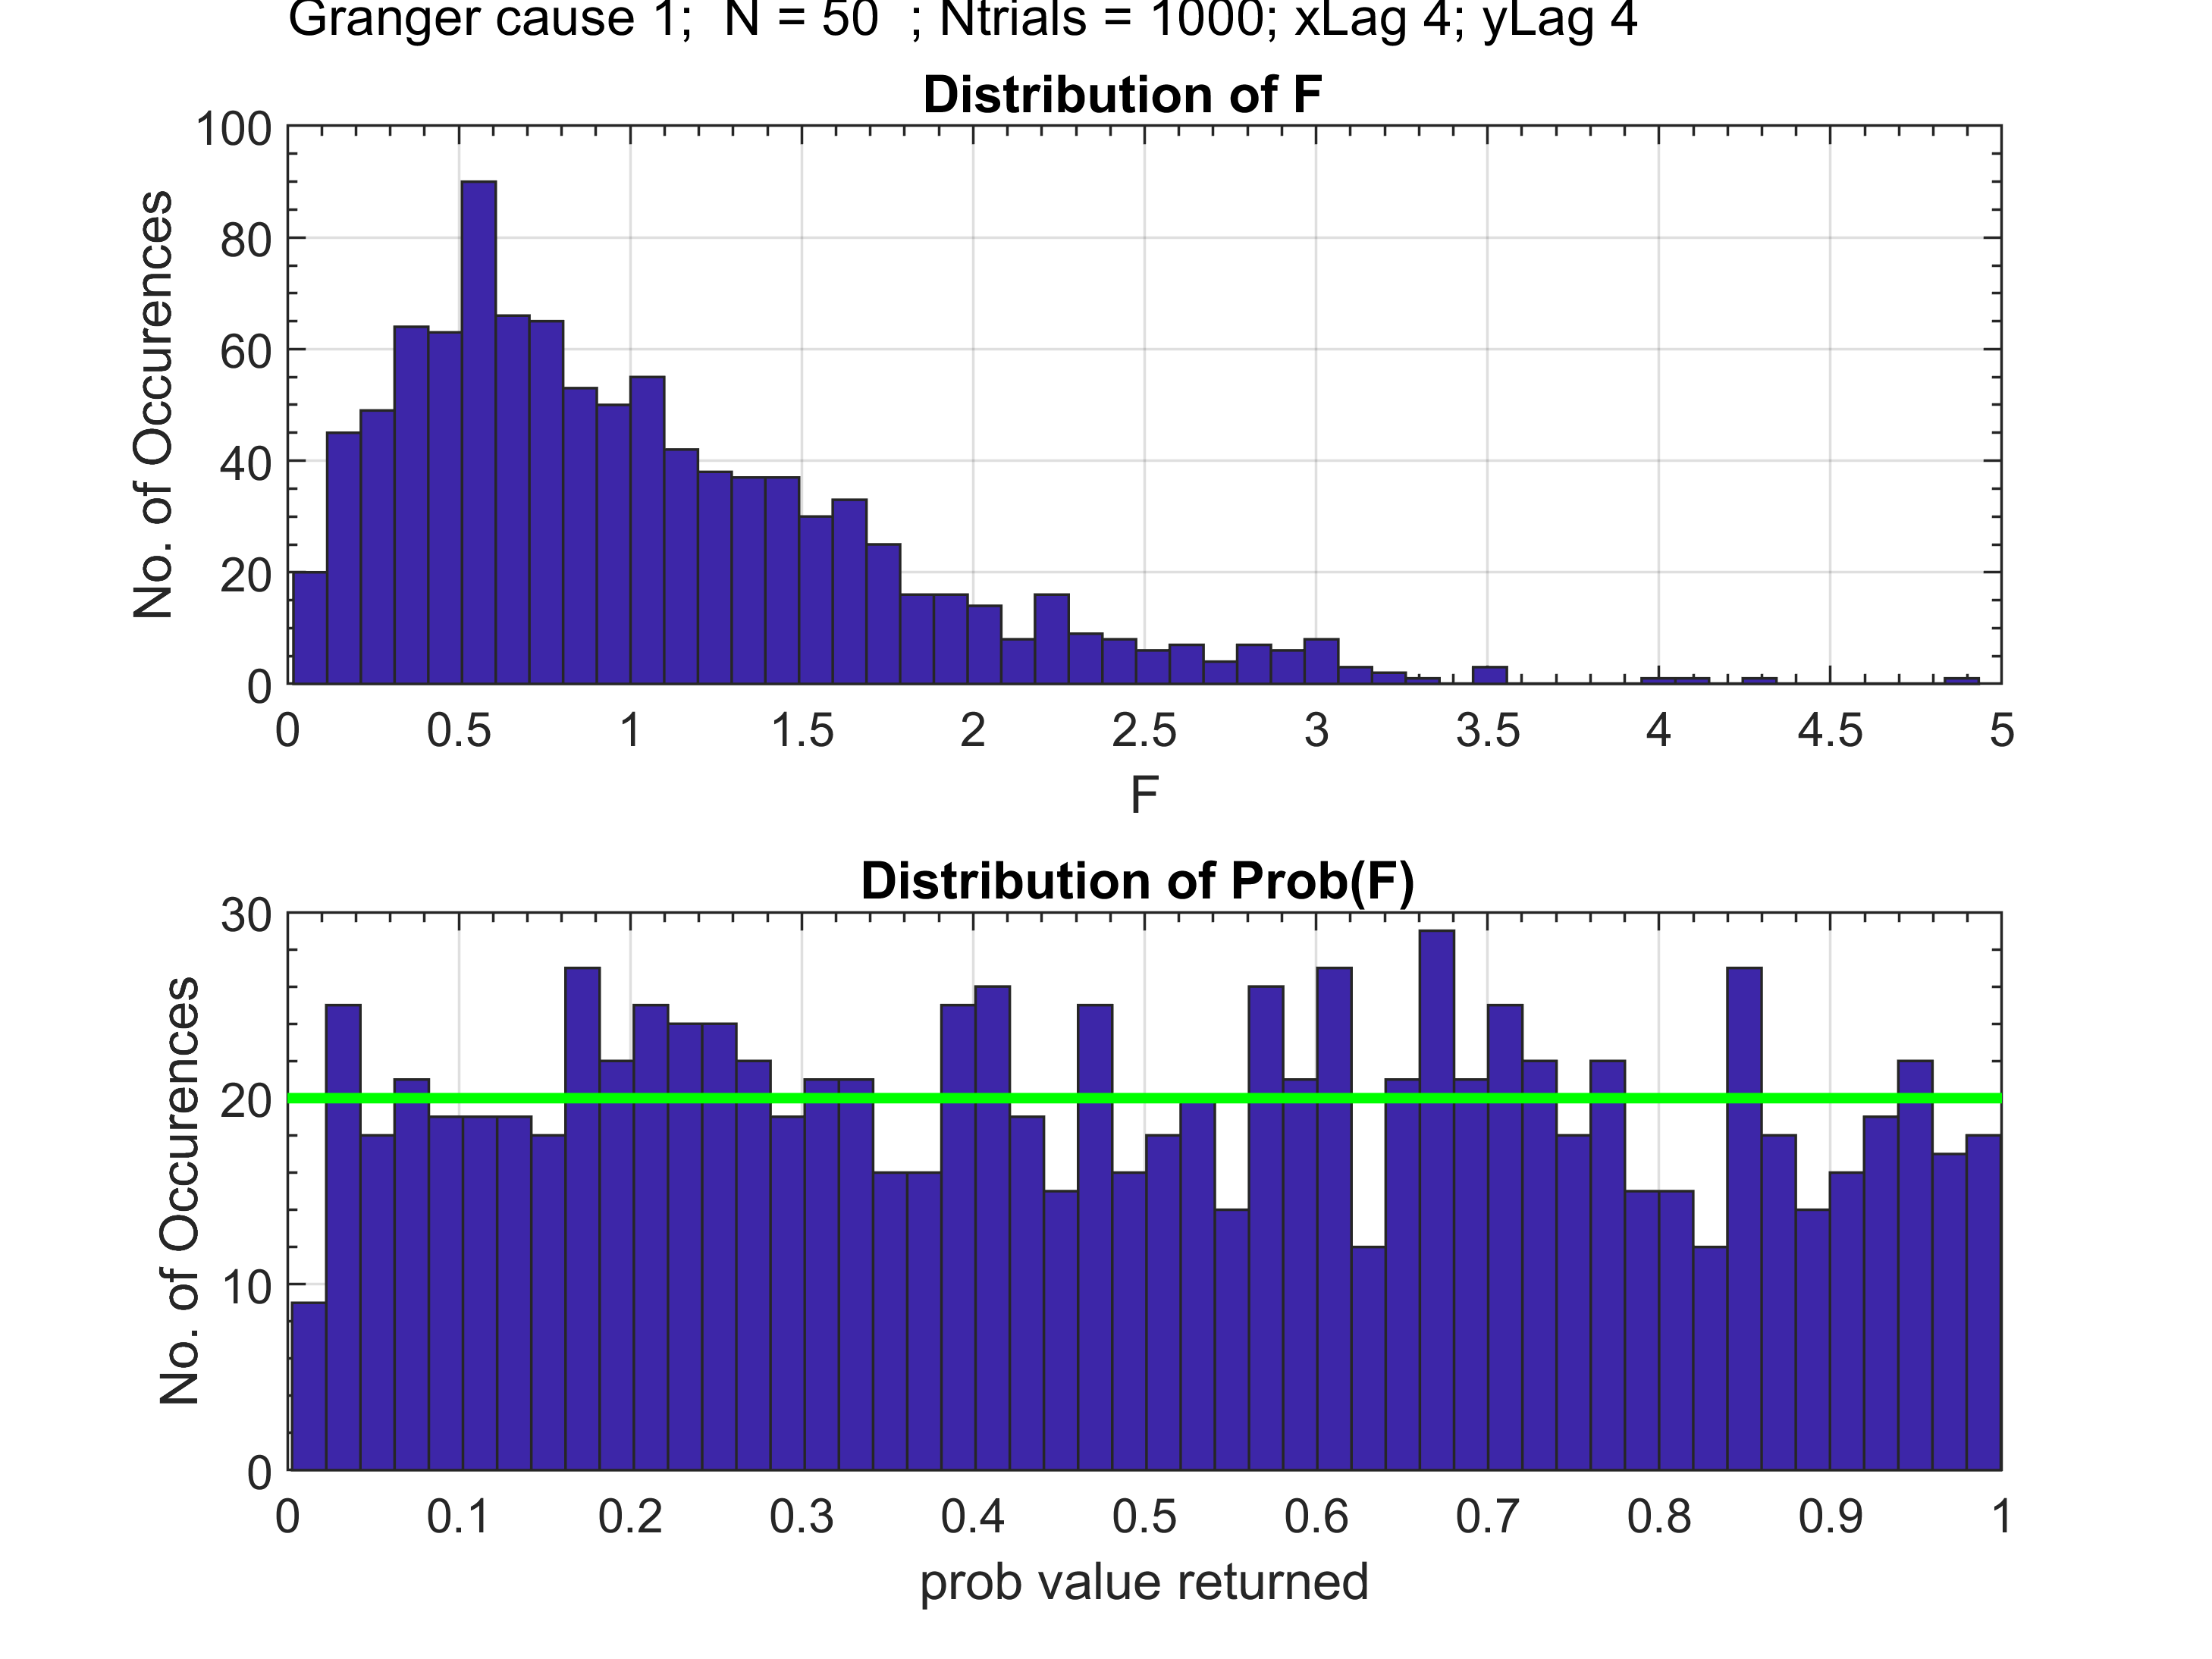 Granger cause 1;  N = 50  ; Ntrials = 1000; xLag 4; yLag 4
Distribution of F
100
80
60
40
20
0
No. of Occurences
0 0.5 1 1.5 2 2.5 3 3.5 4 4.5 5
F
Distribution of Prob(F)
30
20
10
0
No. of Occurences
0 0.1 0.2 0.3 0.4 0.5 0.6 0.7 0.8 0.9 1
prob value returned